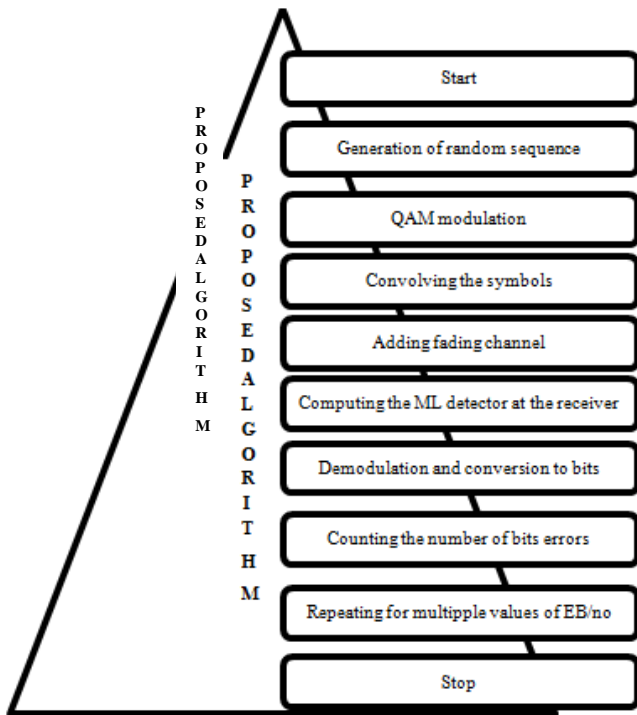 PROPOSEDALGORIT H M
PROPOSEDALGORIT H M
Start
Generation of random sequence
QAM modulation
Convolving the symbols
Adding fading channel
Computing the ML detector at the receiver
Demodulation and conversion to bits
Counting the number of bits errors
Repeating for multipple values of EB/no
Stop